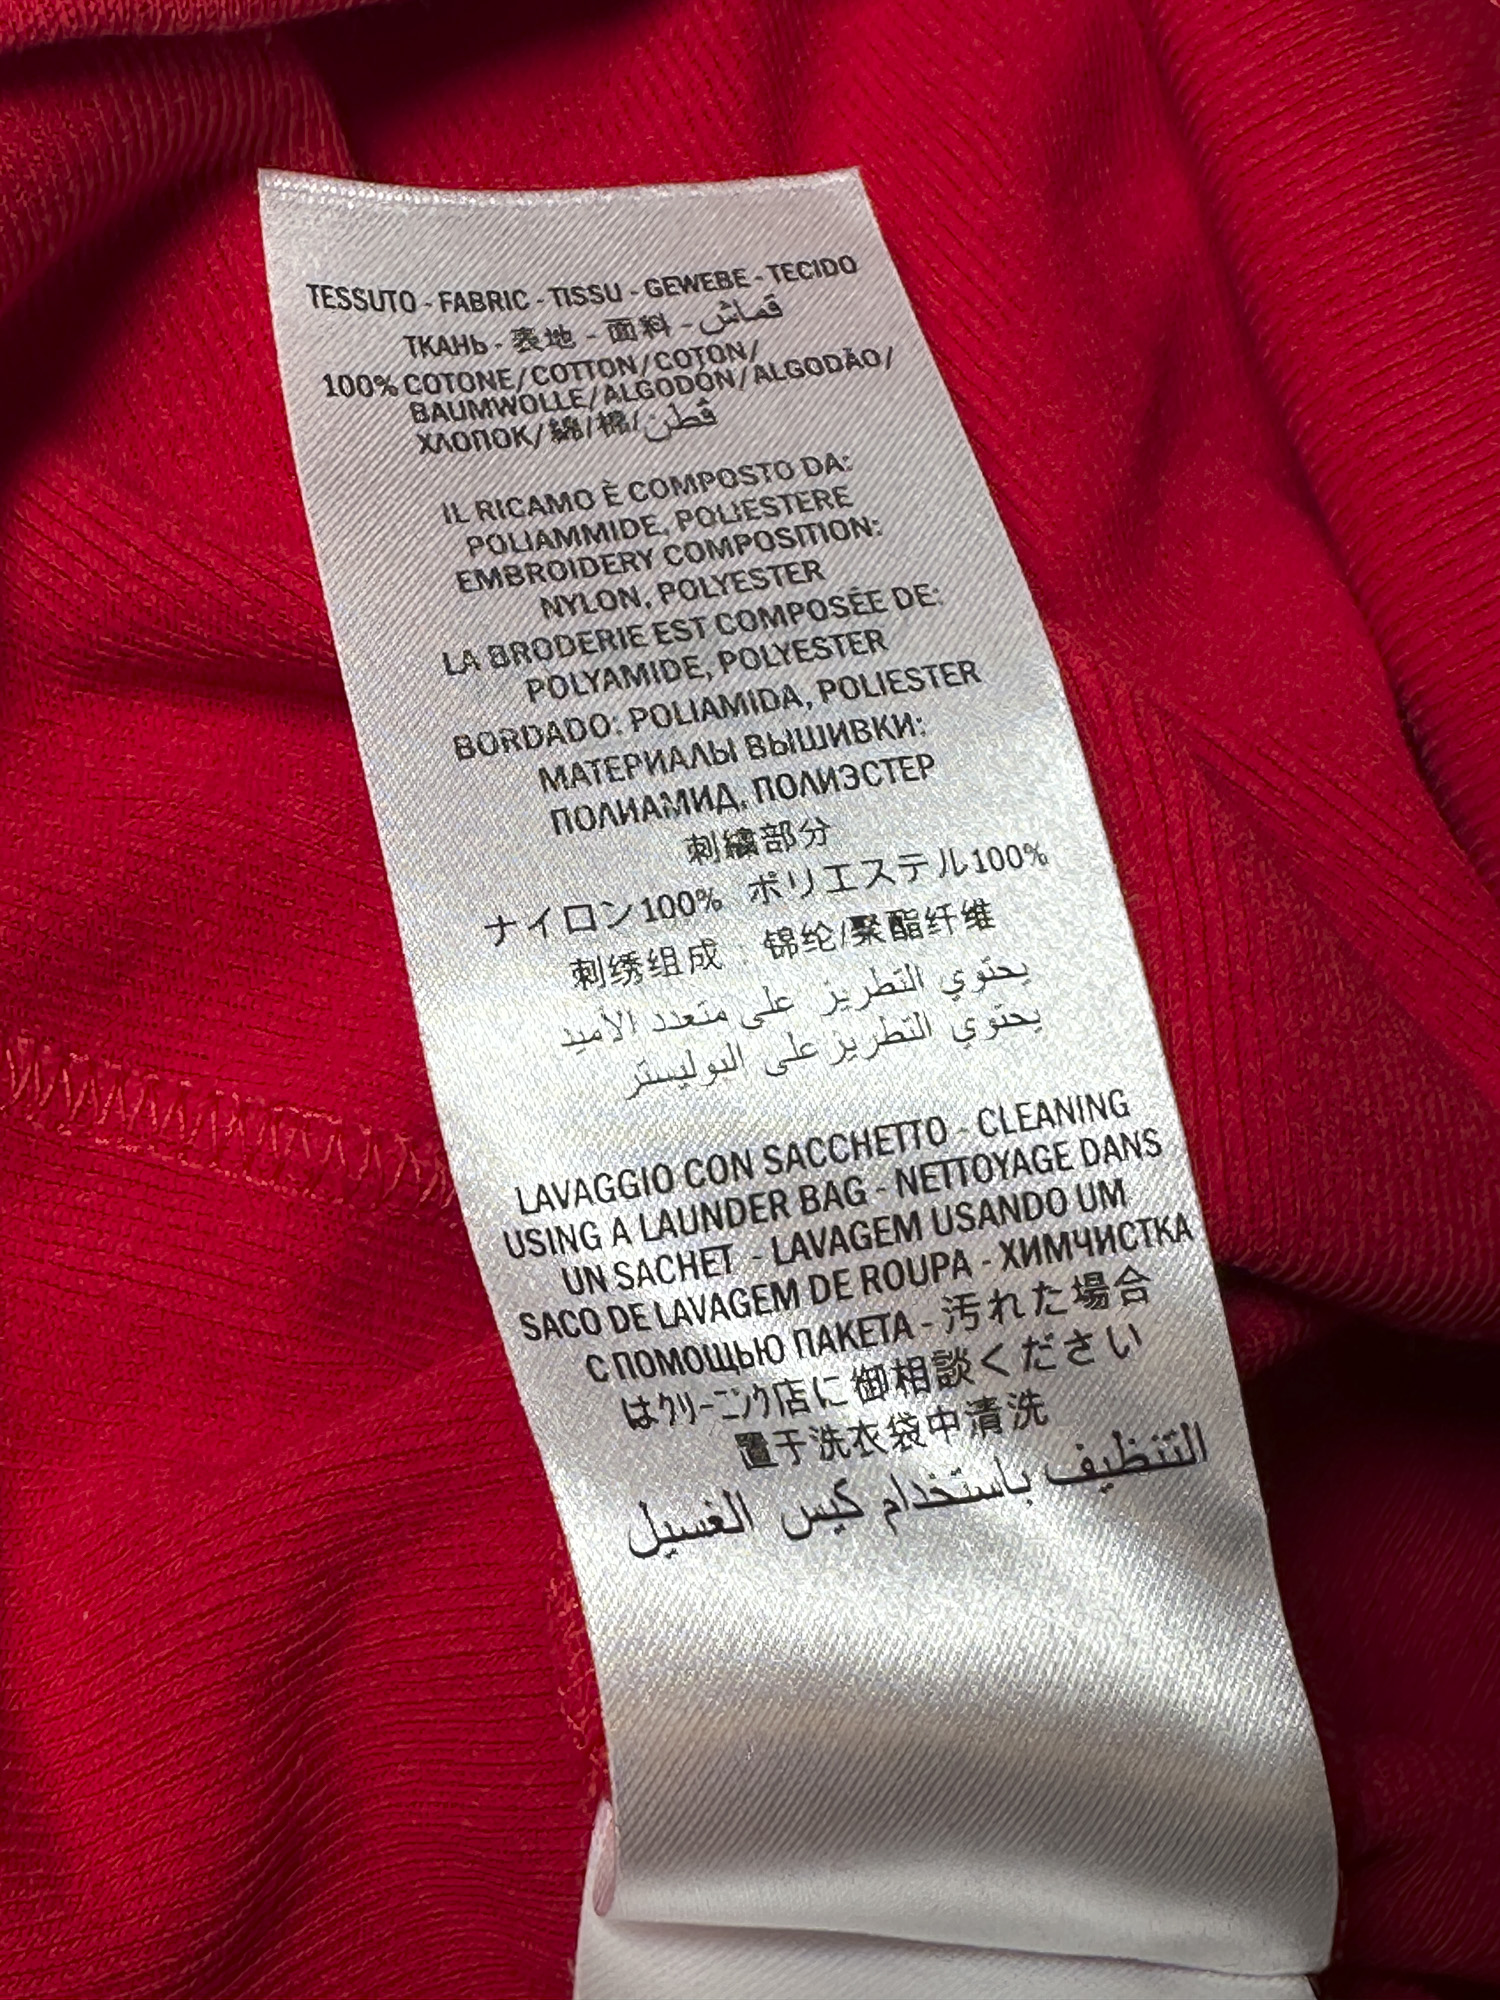 TESSUTO - FABRIC - TISSU - GEWEBE - TECIDO
ТКАНЬ - 表地 - 面料 - قماش
100% COTONE/COTTON/COTON/
BAUMWOLLE/ALGODÓN/ALGODÃO/
ХЛОПОК/綿/棉/قطن
IL RICAMO È COMPOSTO DA:
POLIAMMIDE, POLIESTERE
EMBROIDERY COMPOSITION:
NYLON, POLYESTER
LA BRODERIE EST COMPOSÉE DE:
POLYAMIDE, POLYESTER
BORDADO: POLIAMIDA, POLIESTER
МАТЕРИАЛЫ ВЫШИВКИ:
ПОЛИАМИД, ПОЛИЭСТЕР
刺繍部分
ナイロン100% ポリエステル100%
刺绣组成：锦纶/聚酯纤维
يحتوي التطريز على متعدد الأميد
يحتوي التطريز على البوليستر
LAVAGGIO CON SACCHETTO - CLEANING
USING A LAUNDER BAG - NETTOYAGE DANS
UN SACHET - LAVAGEM USANDO UM
SACO DE LAVAGEM DE ROUPA - ХИМЧИСТКА
С ПОМОЩЬЮ ПАКЕТА - 汚れた場合
はｸﾘｰﾆﾝｸ店に御相談ください
置于洗衣袋中清洗
التنظيف باستخدام كيس الغسيل